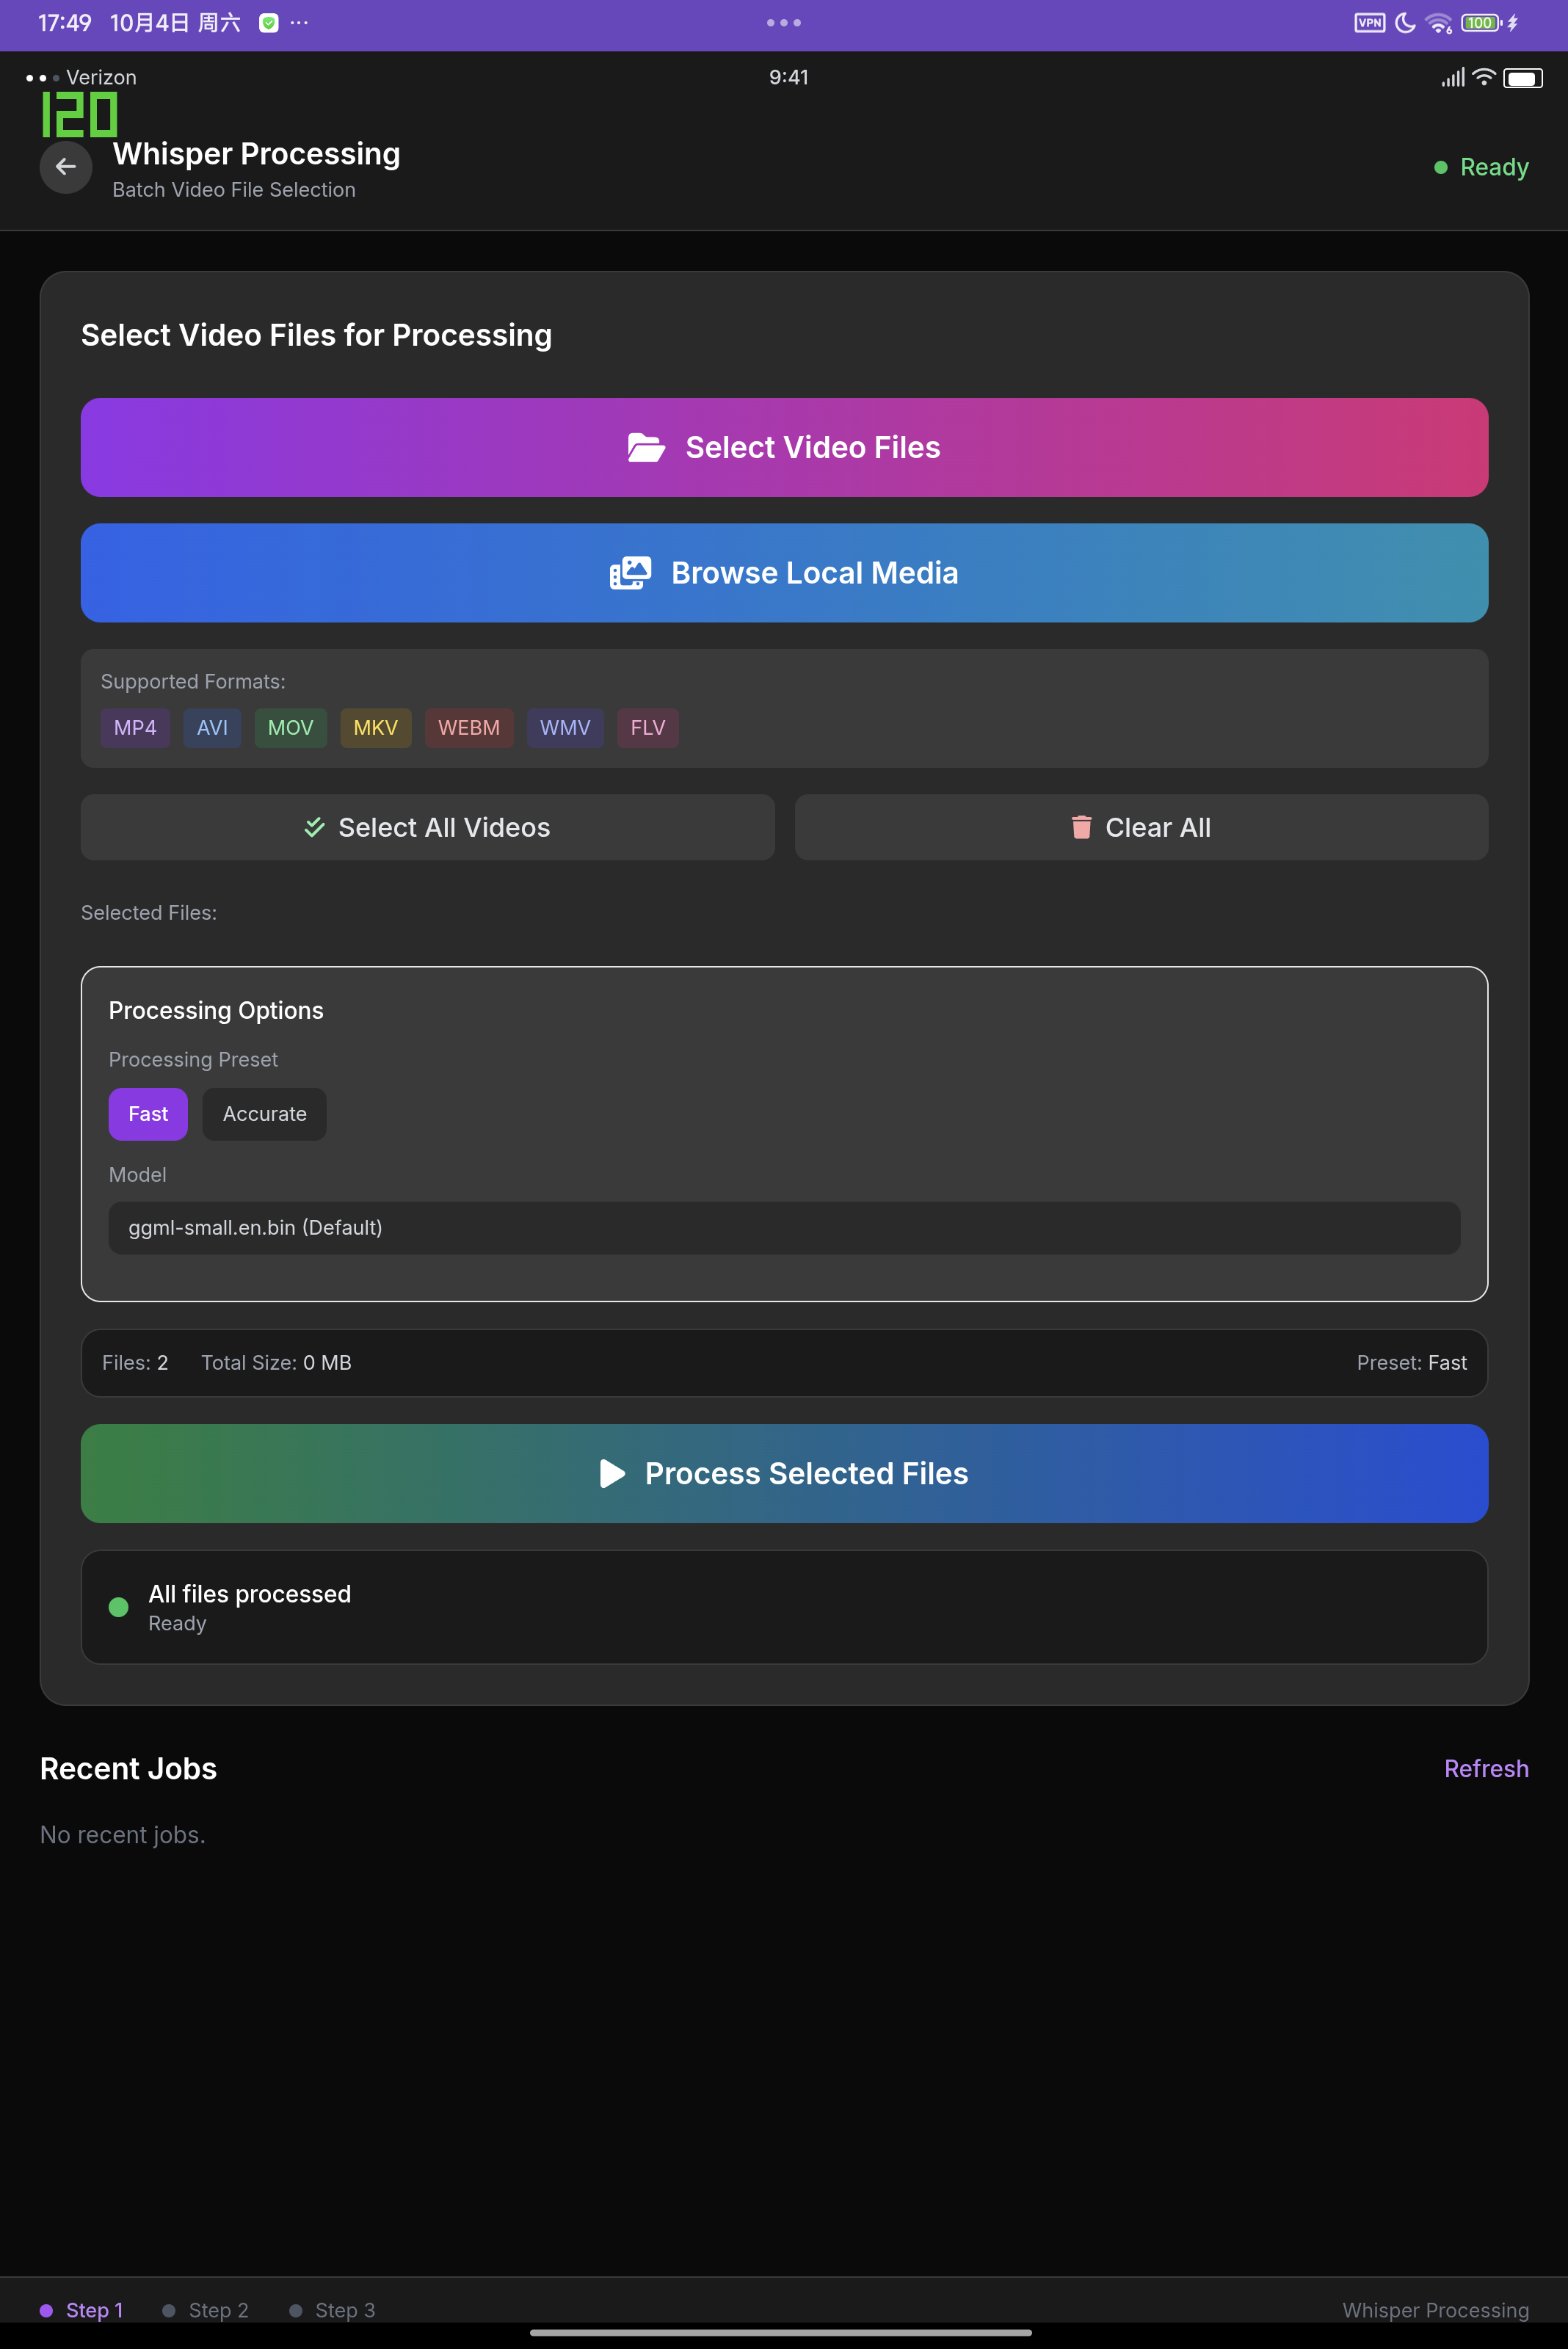 17:49 10月4日 周六 ...
VPN 6 100
Verizon 9:41
120
Whisper Processing
Batch Video File Selection
Ready
Select Video Files for Processing
Select Video Files
Browse Local Media
Supported Formats:
MP4 AVI MOV MKV WEBM WMV FLV
Select All Videos Clear All
Selected Files:
Processing Options
Processing Preset
Fast Accurate
Model
ggml-small.en.bin (Default)
Files: 2 Total Size: 0 MB Preset: Fast
Process Selected Files
All files processed
Ready
Recent Jobs Refresh
No recent jobs.
Step 1 Step 2 Step 3 Whisper Processing